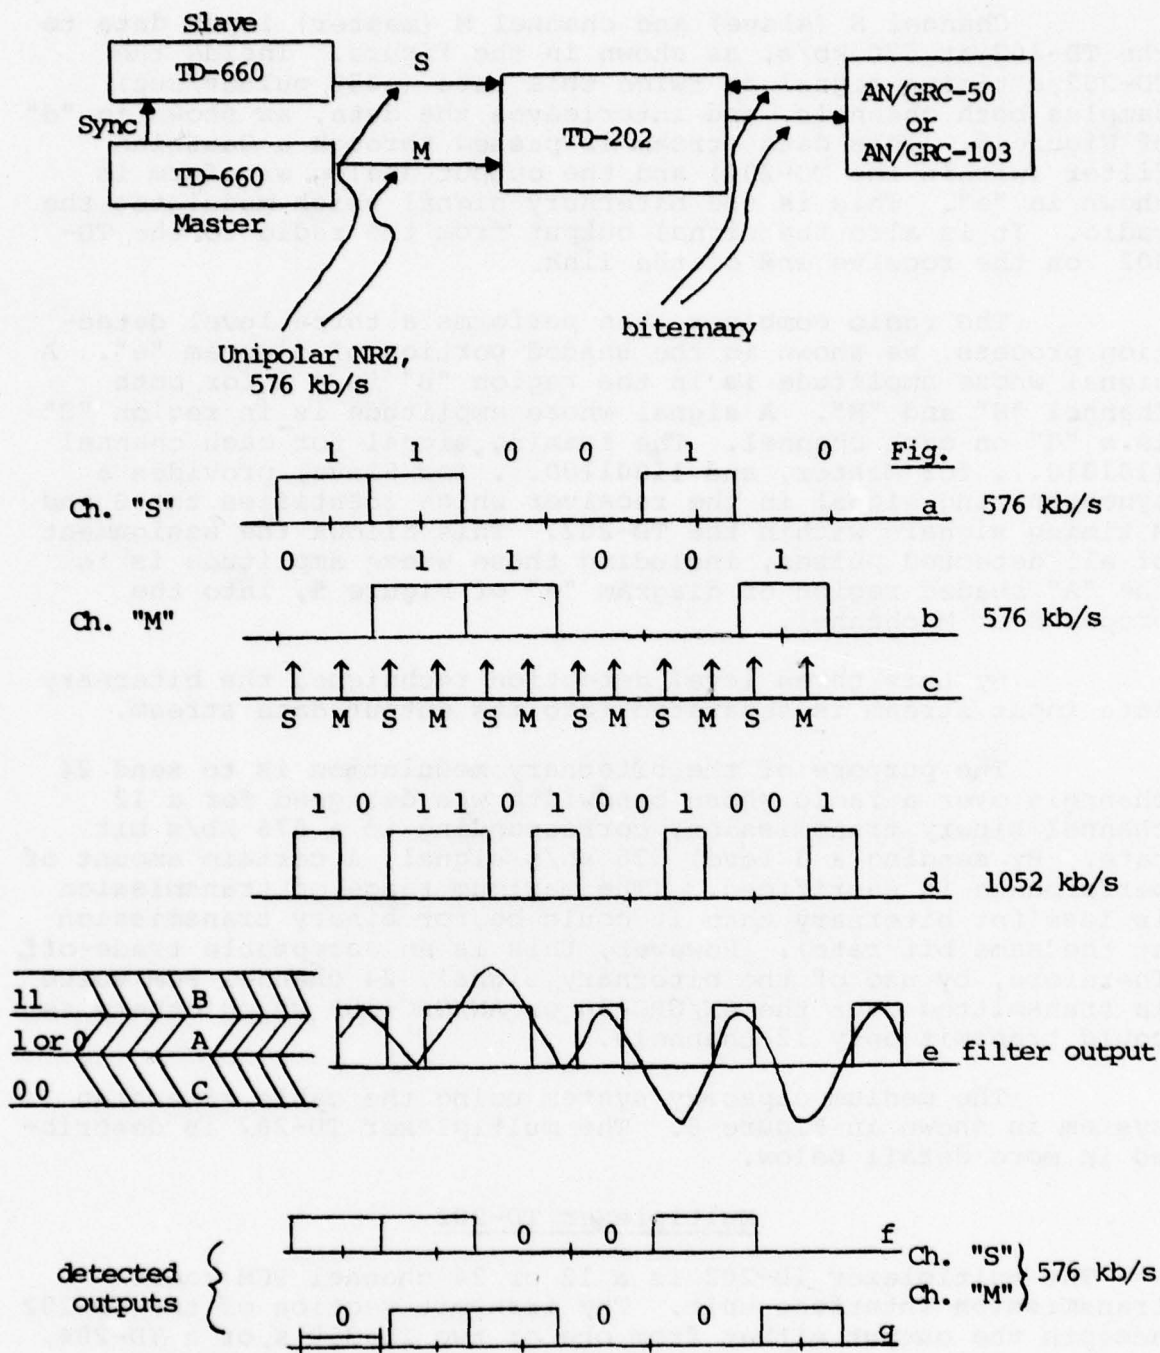 Slave
TD-660
Sync
TD-660
Master
S
M
TD-202
AN/GRC-50
or
AN/GRC-103
Unipolar NRZ,
576 kb/s
biternary
1 1 0 0 1 0 Fig.
Ch. "S" a 576 kb/s
0 1 1 0 0 1
Ch. "M" b 576 kb/s
c
S M S M S M S M S M S M
1 0 1 1 0 1 0 0 1 0 0 1
d 1052 kb/s
11 B
1 or 0 A
e filter output
00 C
0 0 f
Ch. "S"
detected
outputs
Ch. "M"
576 kb/s
0 0 0 g